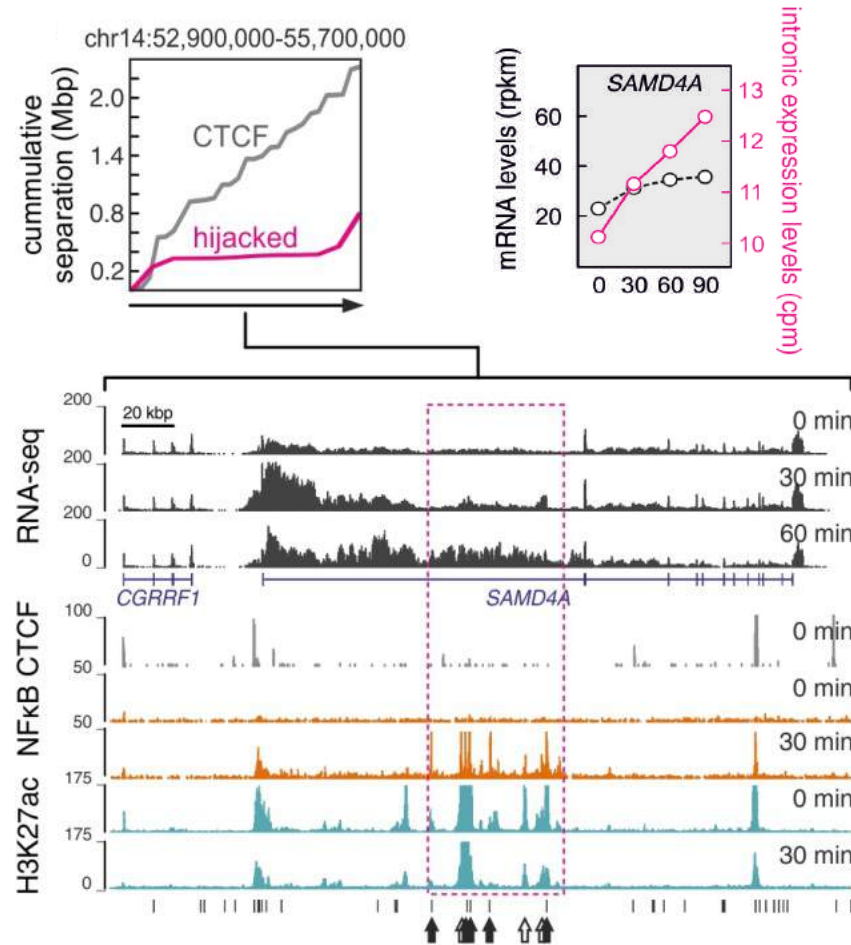 chr14:52,900,000-55,700,000
cummulative
separation (Mbp)
2.0
1.4
0.8
0.2
CTCF
hijacked
SAMD4A
mRNA levels (rpkm)
60
40
20
0 30 60 90
13
12
11
10
intronic expression levels (cpm)
RNA-seq
200
20 kbp
0 min
200
30 min
200
60 min
0
CGRRF1
SAMD4A
CTCF
100
0 min
NFκB
50
0 min
50
30 min
H3K27ac
175
0 min
175
30 min
0